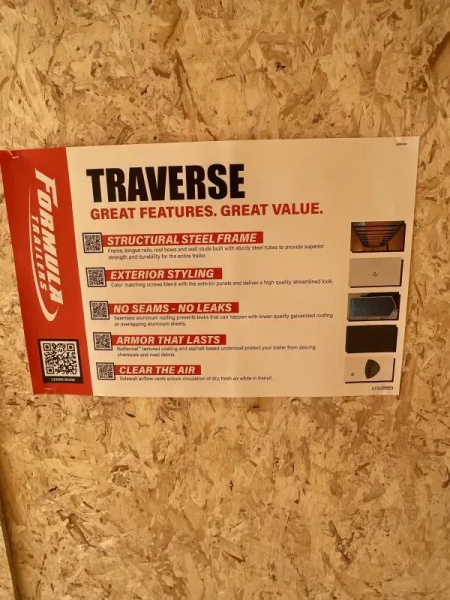 FORMULA
TRAILERS
TRAVERSE
GREAT FEATURES. GREAT VALUE.
STRUCTURAL STEEL FRAME
Frame, tongue rails, roof bows and wall studs built with sturdy steel tubes to provide superior
strength and durability for the entire trailer.
EXTERIOR STYLING
Color matching screws blend with the exterior panels and deliver a high quality streamlined look.
NO SEAMS - NO LEAKS
Seamless aluminum roofing prevents leaks that can happen with lower-quality galvanized roofing
or overlapping aluminum sheets.
ARMOR THAT LASTS
textured coating and asphalt-based undercoat protect your trailer from deicing
chemicals and road debris.
CLEAR THE AIR
Sidewall airflow vents ensure circulation of dry, fresh air while in transit.
LEARN MORE